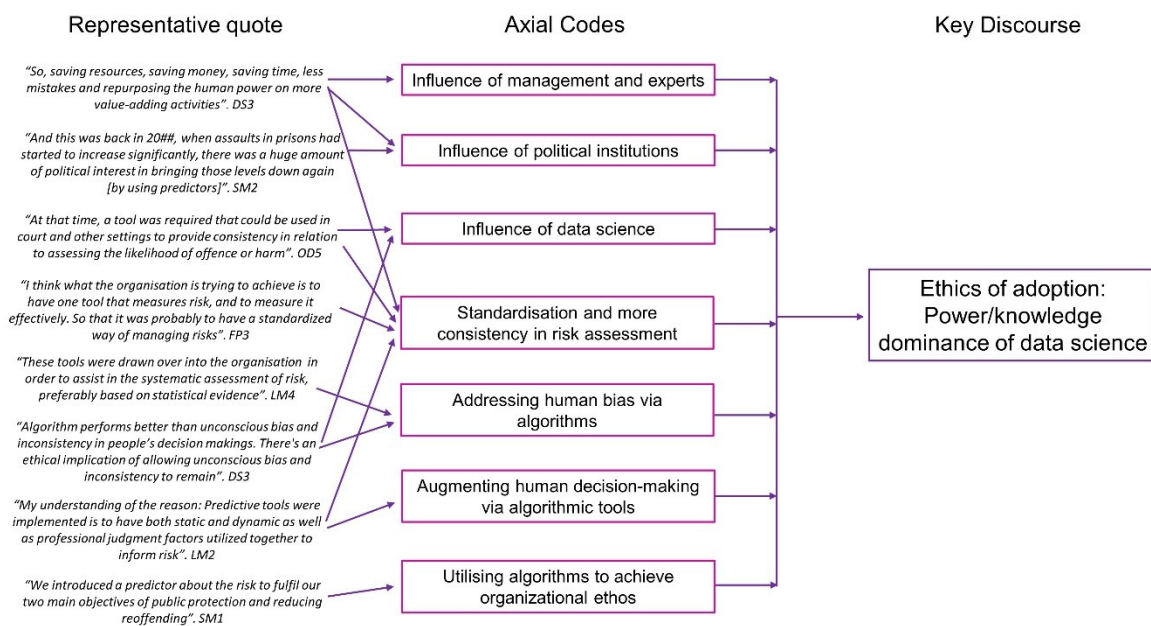 Representative quote
Axial Codes
Key Discourse
“So, saving resources, saving money, saving time, less
mistakes and repurposing the human power on more
value-adding activities”. DS3
“And this was back in 20##, when assaults in prisons had
started to increase significantly, there was a huge amount
of political interest in bringing those levels down again
[by using predictors]”. SM2
“At that time, a tool was required that could be used in
court and other settings to provide consistency in relation
to assessing the likelihood of offence or harm”. OD5
“I think what the organisation is trying to achieve is to
have one tool that measures risk, and to measure it
effectively. So that it was probably to have a standardized
way of managing risks”. FP3
“These tools were drawn over into the organisation in
order to assist in the systematic assessment of risk,
preferably based on statistical evidence”. LM4
“Algorithm performs better than unconscious bias and
inconsistency in people’s decision makings. There's an
ethical implication of allowing unconscious bias and
inconsistency to remain”. DS3
“My understanding of the reason: Predictive tools were
implemented is to have both static and dynamic as well
as professional judgment factors utilized together to
inform risk”. LM2
“We introduced a predictor about the risk to fulfil our
two main objectives of public protection and reducing
reoffending”. SM1
Influence of management and experts
Influence of political institutions
Influence of data science
Standardisation and more
consistency in risk assessment
Addressing human bias via
algorithms
Augmenting human decision-making
via algorithmic tools
Utilising algorithms to achieve
organizational ethos
Ethics of adoption:
Power/knowledge
dominance of data science